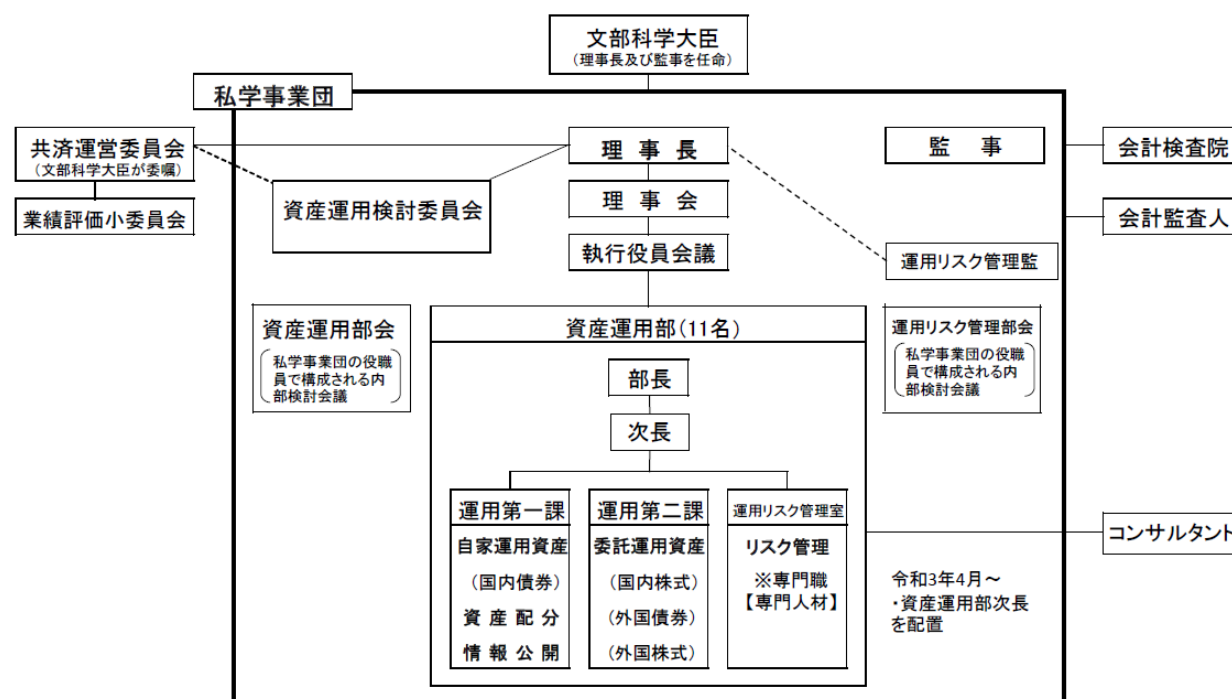 文部科学大臣
(理事長及び監事を任命)
私学事業団
共済運営委員会
(文部科学大臣が委嘱)
理事長
監事
会計検査院
業績評価小委員会
資産運用検討委員会
理事会
会計監査人
執行役員会議
運用リスク管理監
資産運用部会
私学事業団の役職
員で構成される内
部検討会議
資産運用部(11名)
運用リスク管理部会
私学事業団の役職
員で構成される内
部検討会議
部長
次長
運用第一課
自家運用資産
(国内債券)
資産配分
情報公開
運用第二課
委託運用資産
(国内株式)
(外国債券)
(外国株式)
運用リスク管理室
リスク管理
※専門職
【専門人材】
コンサルタント
令和3年4月~
・資産運用部次長
を配置